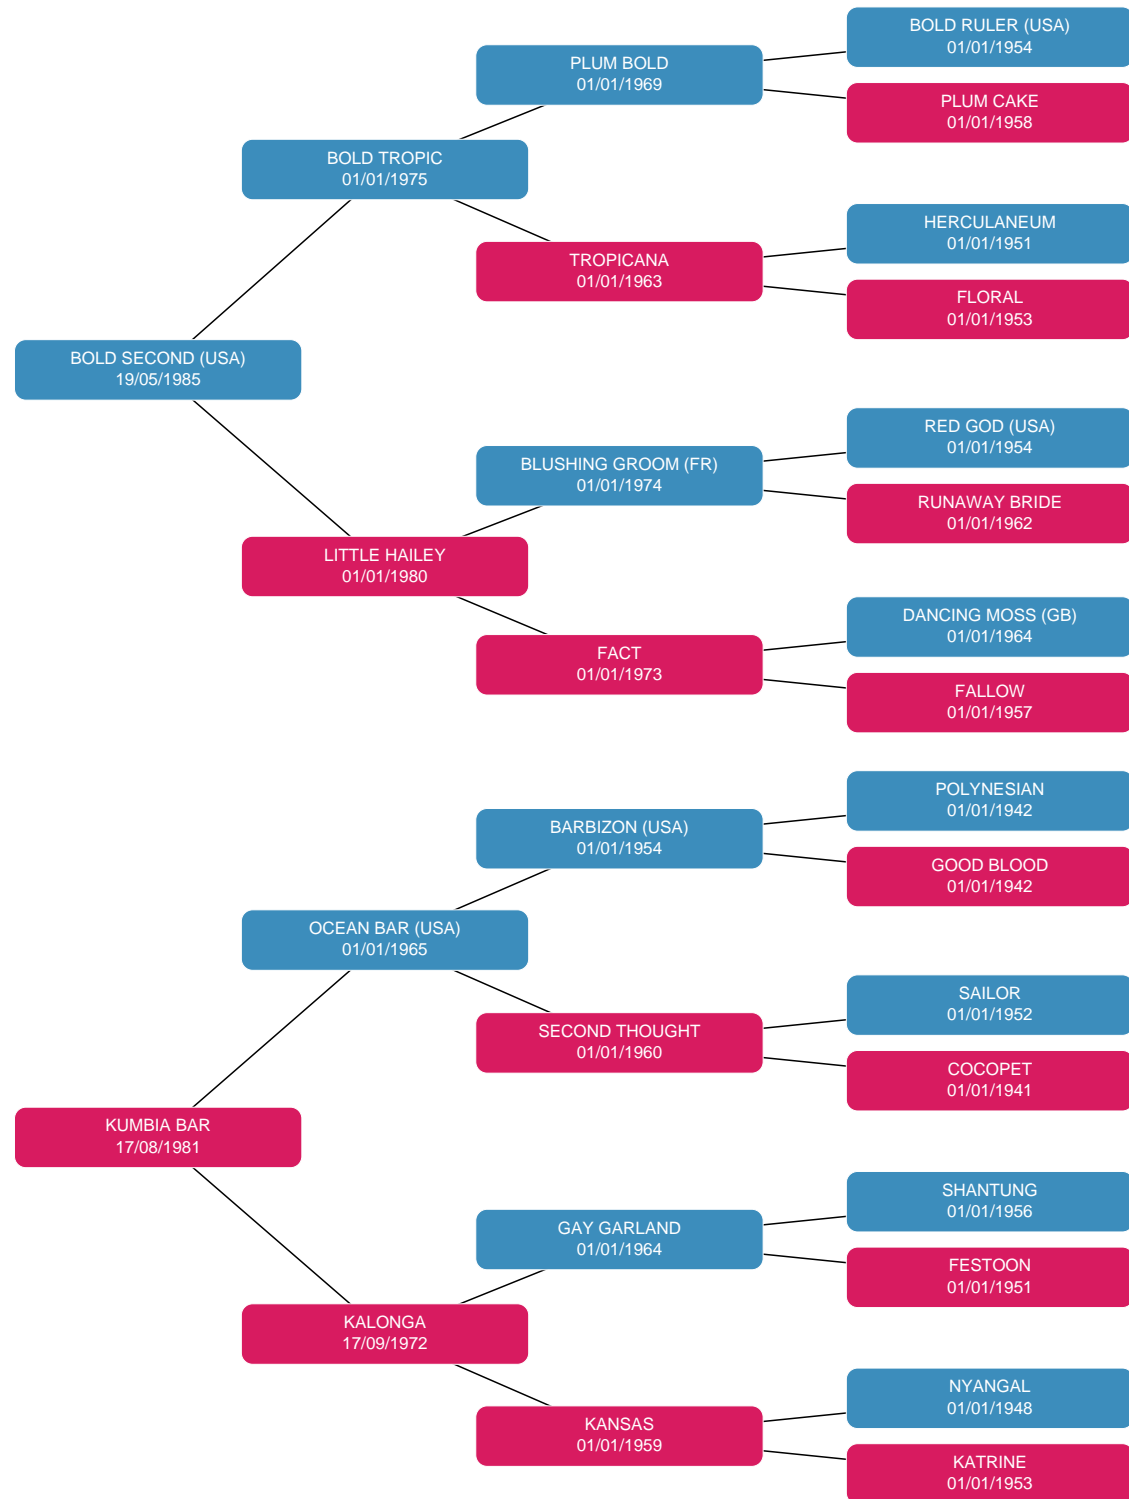 BOLD RULER (USA)
01/01/1954
PLUM BOLD
01/01/1969
PLUM CAKE
01/01/1958
BOLD TROPIC
01/01/1975
HERCULANEUM
01/01/1951
TROPICANA
01/01/1963
FLORAL
01/01/1953
BOLD SECOND (USA)
19/05/1985
RED GOD (USA)
01/01/1954
BLUSHING GROOM (FR)
01/01/1974
RUNAWAY BRIDE
01/01/1962
LITTLE HAILEY
01/01/1980
DANCING MOSS (GB)
01/01/1964
FACT
01/01/1973
FALLOW
01/01/1957
POLYNESIAN
01/01/1942
BARBIZON (USA)
01/01/1954
GOOD BLOOD
01/01/1942
OCEAN BAR (USA)
01/01/1965
SAILOR
01/01/1952
SECOND THOUGHT
01/01/1960
COCOPET
01/01/1941
KUMBIA BAR
17/08/1981
SHANTUNG
01/01/1956
GAY GARLAND
01/01/1964
FESTOON
01/01/1951
KALONGA
17/09/1972
NYANGAL
01/01/1948
KANSAS
01/01/1959
KATRINE
01/01/1953